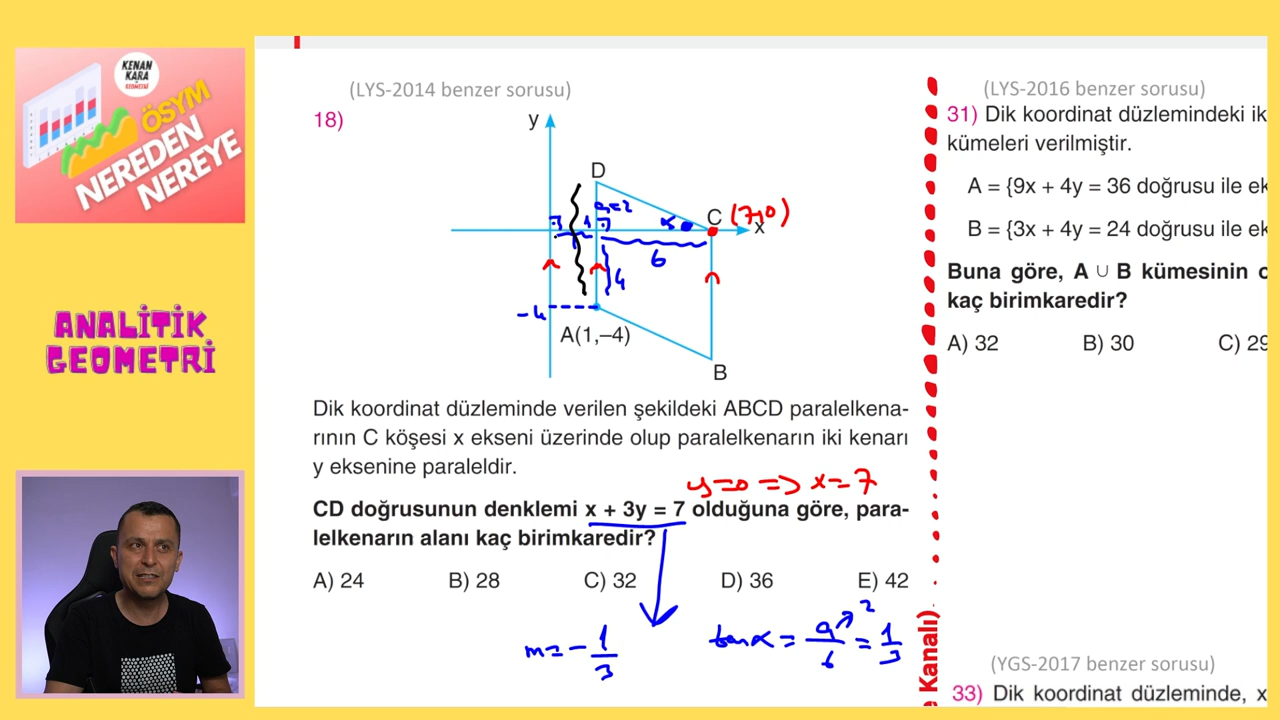 KENAN
KARA
GEOMETRİ
ÖSYM
NEREDEN
NEREYE
ANALİTİK
GEOMETRİ
(LYS-2014 benzer sorusu)
18)
y
D
a=2
1
α
C (7,0)
x
6
4
-4
A(1,–4)
B
Dik koordinat düzleminde verilen şekildeki ABCD paralelkena-
rının C köşesi x ekseni üzerinde olup paralelkenarın iki kenarı
y eksenine paraleldir.
y=0 => x=7
CD doğrusunun denklemi x + 3y = 7 olduğuna göre, para-
lelkenarın alanı kaç birimkaredir?
A) 24 B) 28 C) 32 D) 36 E) 42
m = - 1/3
tanα = a/6 = 1/3
2
Kanalı)
(LYS-2016 benzer sorusu)
31) Dik koordinat düzlemindeki ik
kümeleri verilmiştir.
A = {9x + 4y = 36 doğrusu ile ek
B = {3x + 4y = 24 doğrusu ile ek
Buna göre, A ∪ B kümesinin
kaç birimkaredir?
A) 32 B) 30 C) 29
(YGS-2017 benzer sorusu)
33) Dik koordinat düzleminde, x